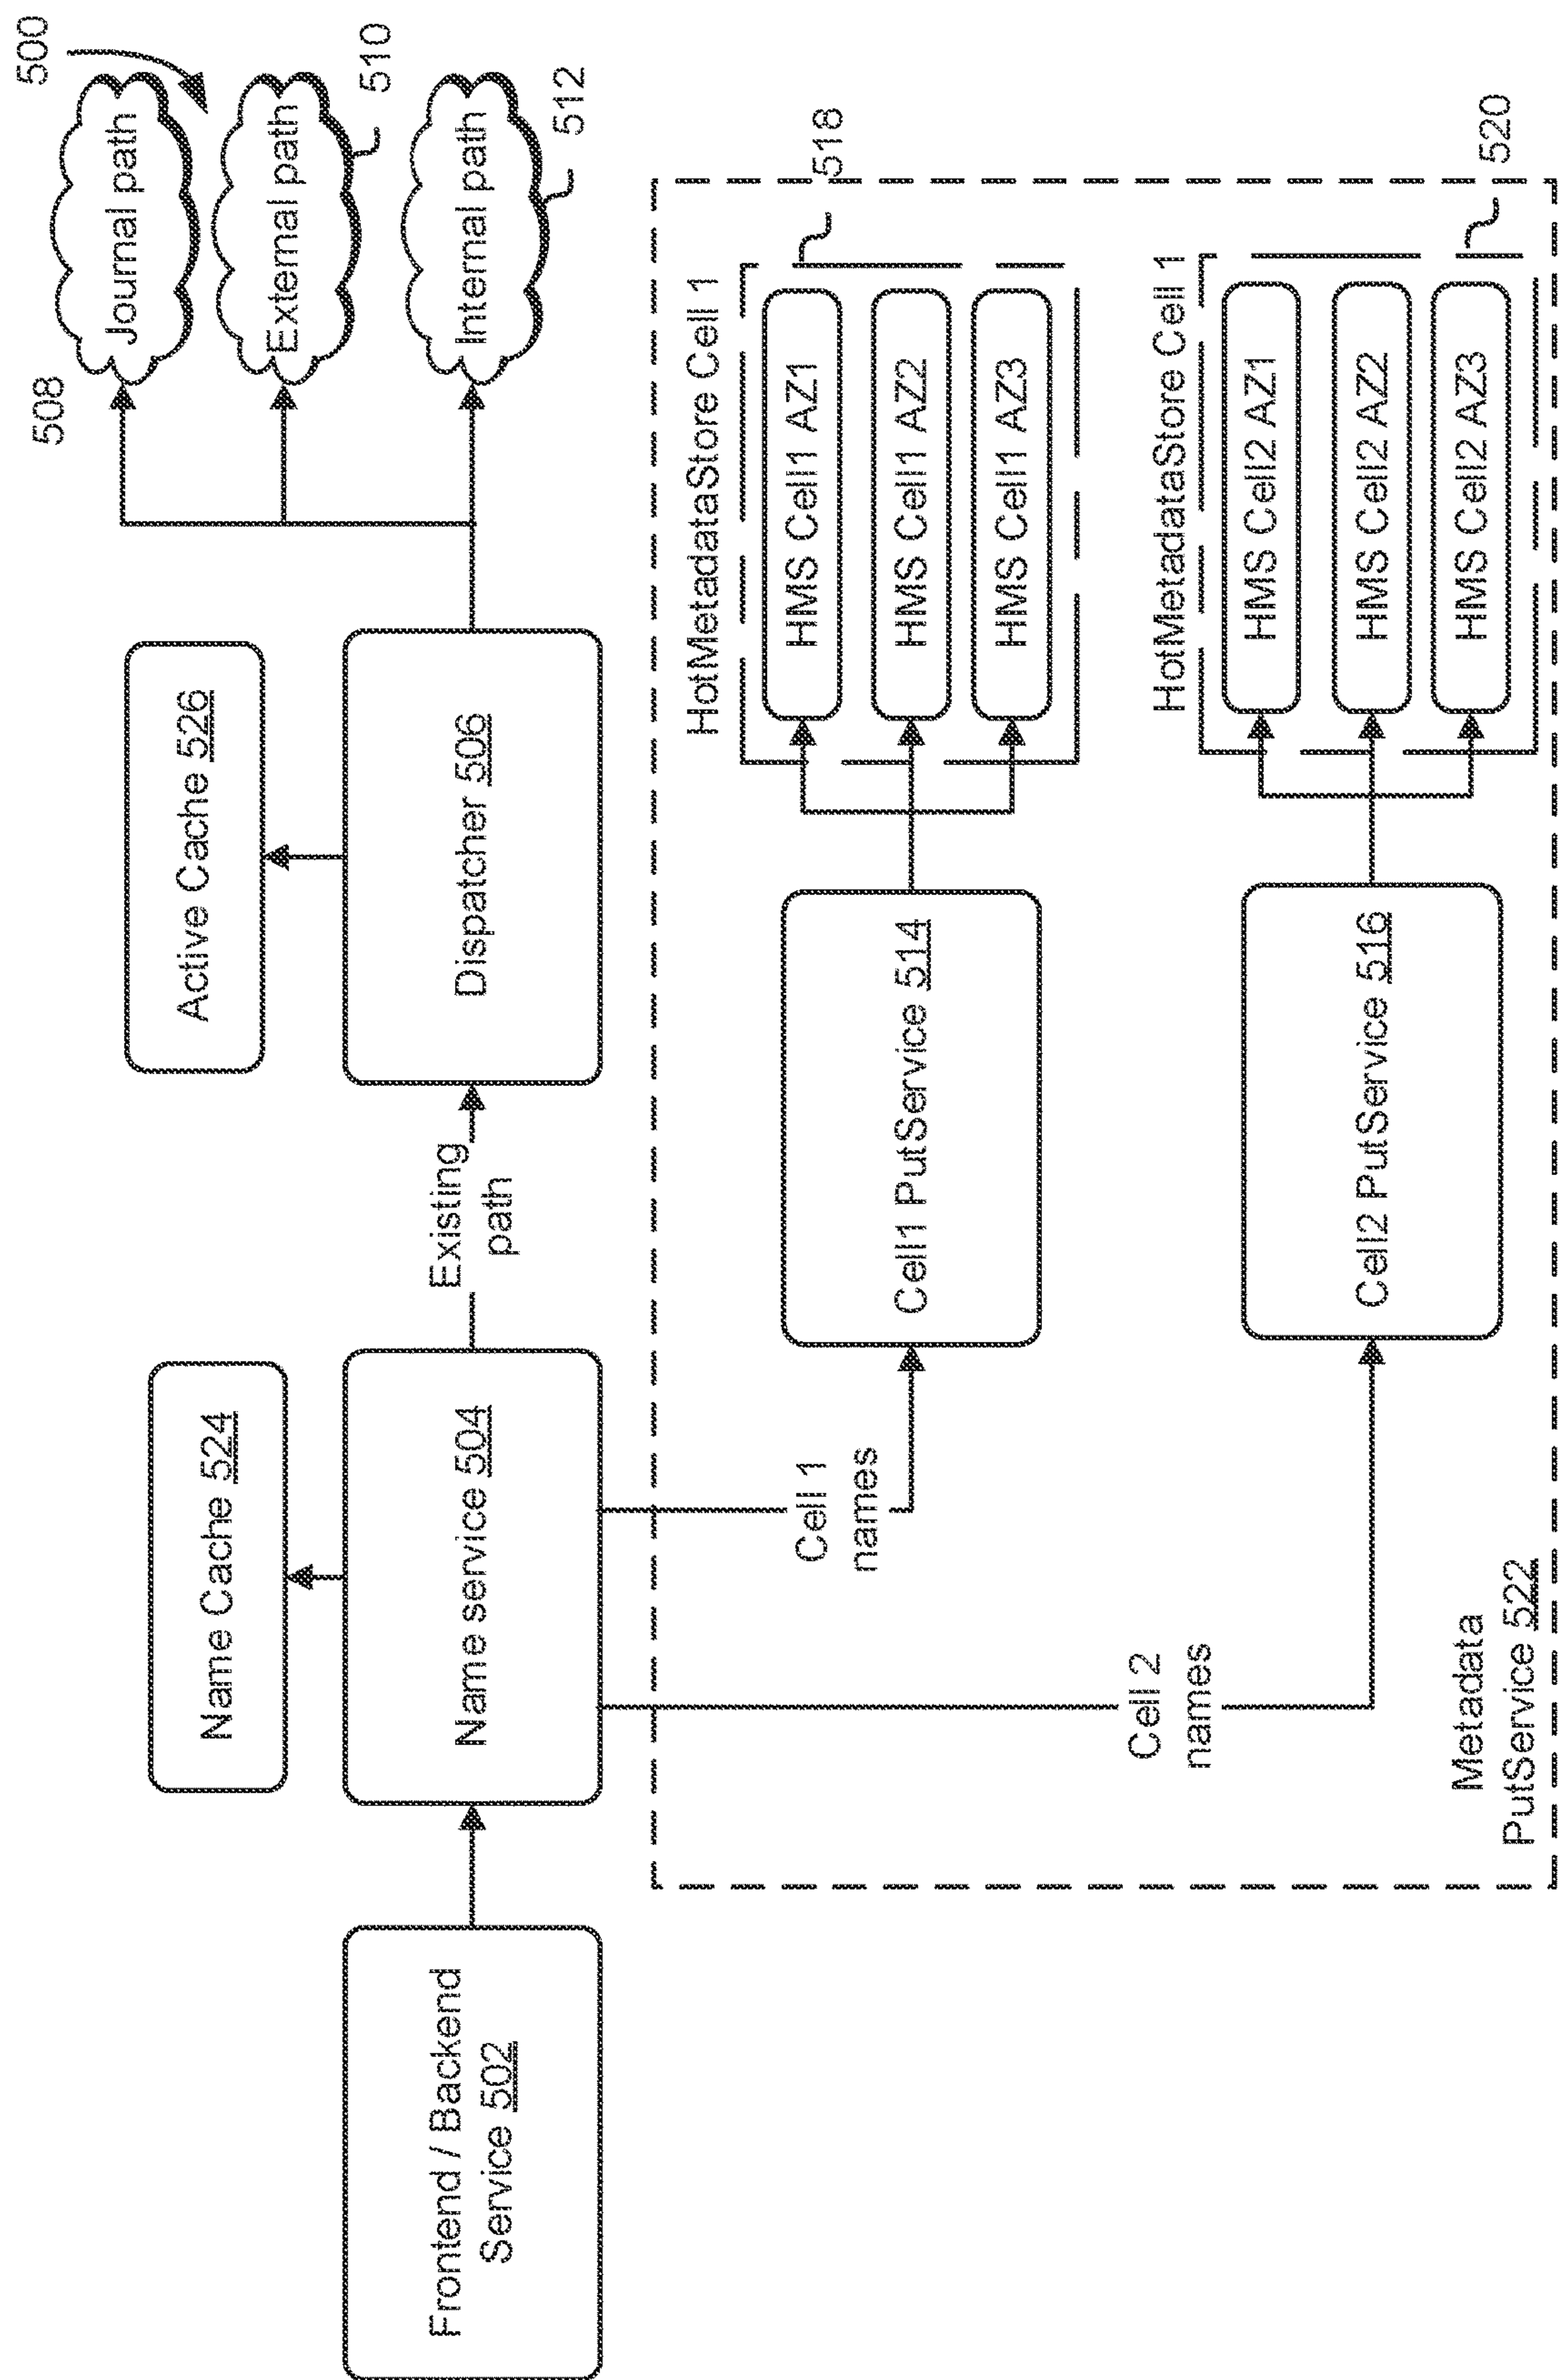 500
508
Journal path
External path
510
Internal path
512
Active Cache 526
Dispatcher 506
Existing
path
Name Cache 524
Name service 504
Frontend / Backend
Service 502
Cell 1
names
Cell 2
names
Cell1 PutService 514
Cell2 PutService 516
HotMetadataStore Cell 1
518
HMS Cell1 AZ1
HMS Cell1 AZ2
HMS Cell1 AZ3
HotMetadataStore Cell 1
520
HMS Cell2 AZ1
HMS Cell2 AZ2
HMS Cell2 AZ3
Metadata
PutService 522